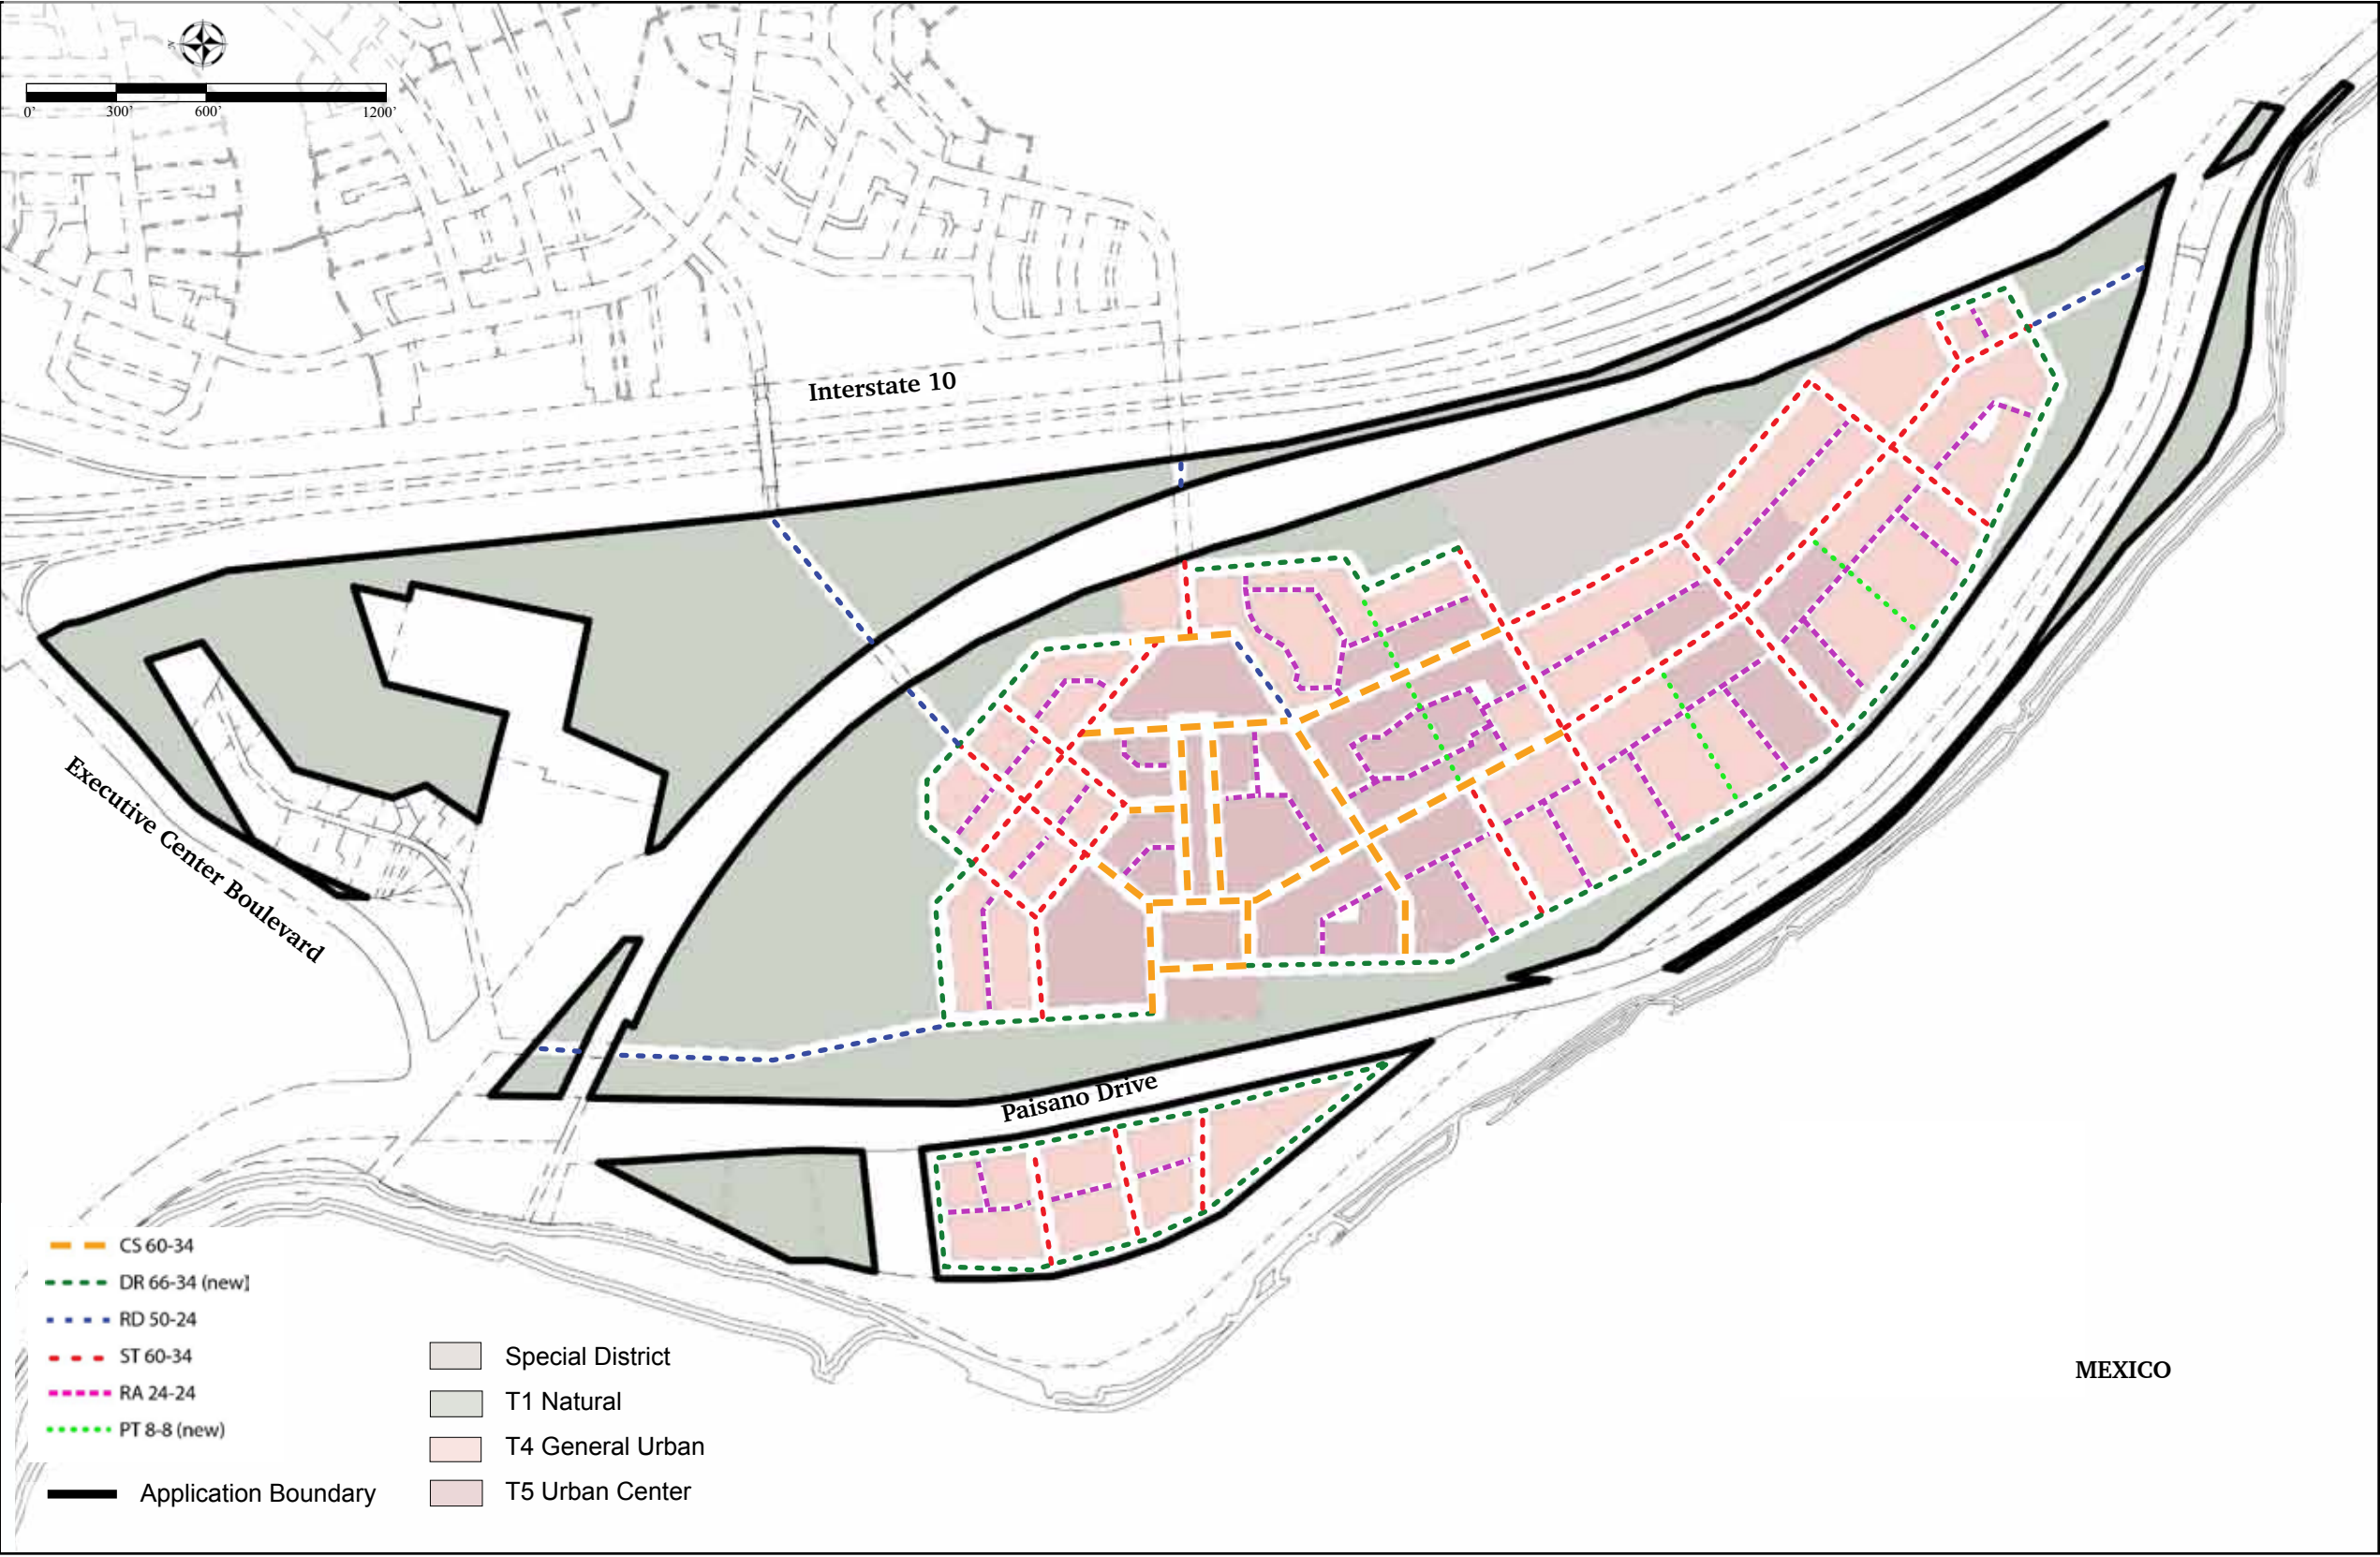 0'
300'
600'
1200'
Interstate 10
Executive Center Boulevard
Paisano Drive
MEXICO
CS 60-34
DR 66-34 (new]
RD 50-24
ST 60-34
RA 24-24
PT 8-8 (new)
Application Boundary
Special District
T1 Natural
T4 General Urban
T5 Urban Center